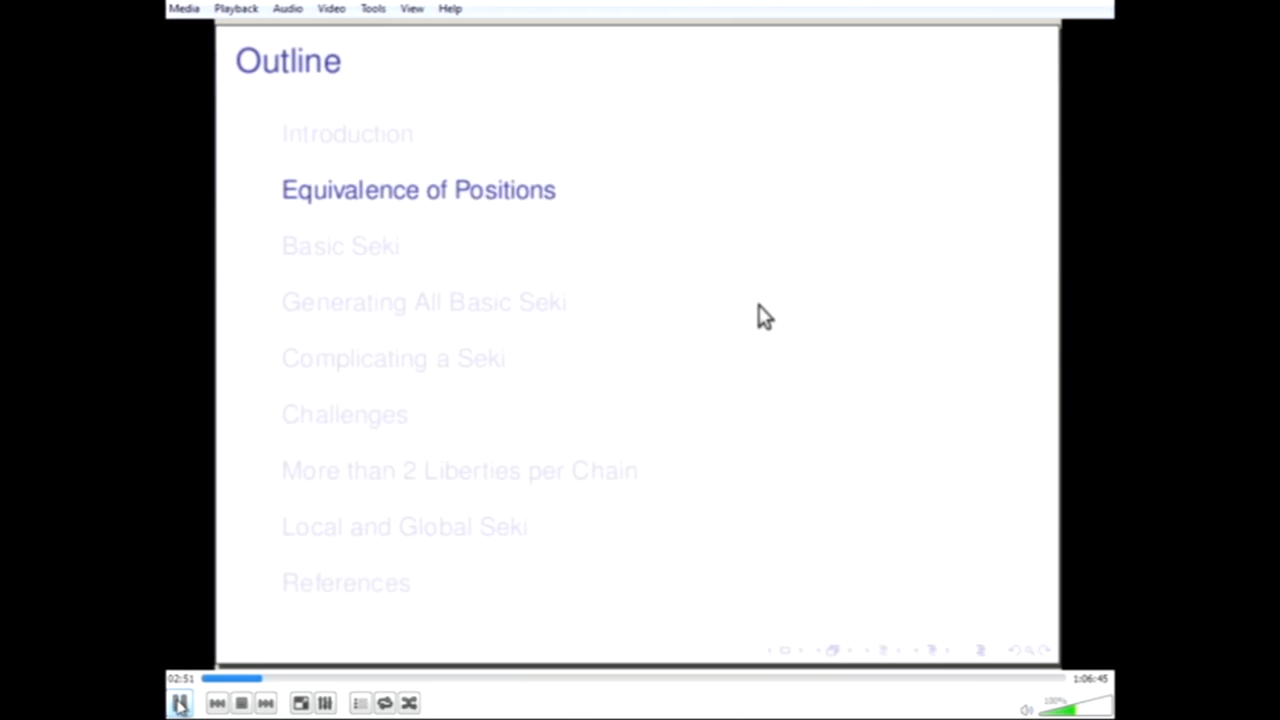 Media Playback Audio Video Tools View Help
Outline
Introduction
Equivalence of Positions
Basic Seki
Generating All Basic Seki
Complicating a Seki
Challenges
More than 2 Liberties per Chain
Local and Global Seki
References
02:51 1:06:45
100%